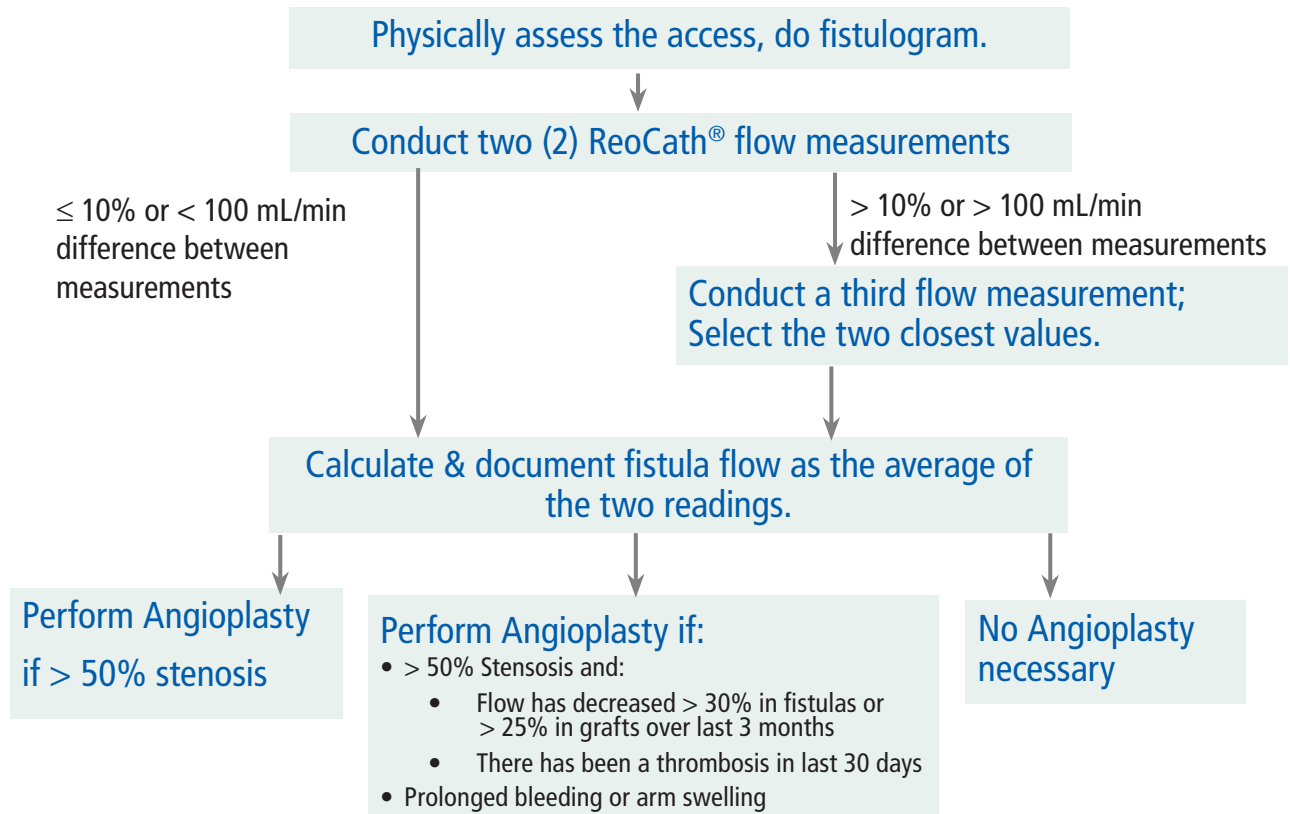 Physically assess the access, do fistulogram.
Conduct two (2) ReoCath® flow measurements
≤ 10% or < 100 mL/min
difference between
measurements
> 10% or > 100 mL/min
difference between measurements
Conduct a third flow measurement;
Select the two closest values.
Calculate & document fistula flow as the average of
the two readings.
Perform Angioplasty
if > 50% stenosis
Perform Angioplasty if:
• > 50% Stensosis and:
• Flow has decreased > 30% in fistulas or
> 25% in grafts over last 3 months
• There has been a thrombosis in last 30 days
• Prolonged bleeding or arm swelling
No Angioplasty
necessary